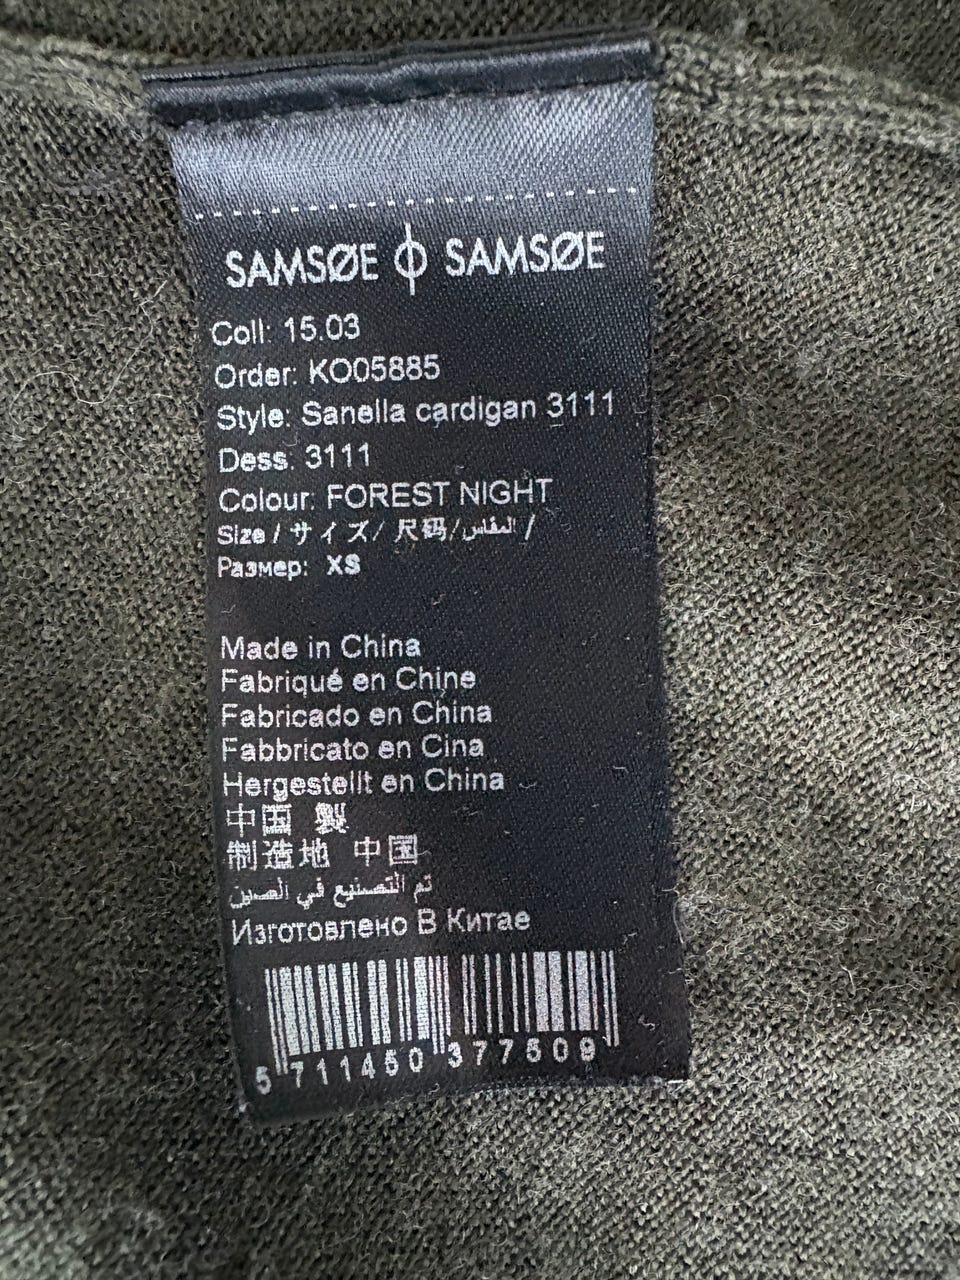 SAMSØE ϕ SAMSØE
Coll: 15.03
Order: KO05885
Style: Sanella cardigan 3111
Dess. 3111
Colour: FOREST NIGHT
Size / サイズ/ 尺码/المقاس /
Размер: XS
Made in China
Fabriqué en Chine
Fabricado en China
Fabbricato en Cina
Hergestellt en China
中国 製
制造地 中国
تم التصنيع في الصين
Изготовлено В Китае
5 711450 377509